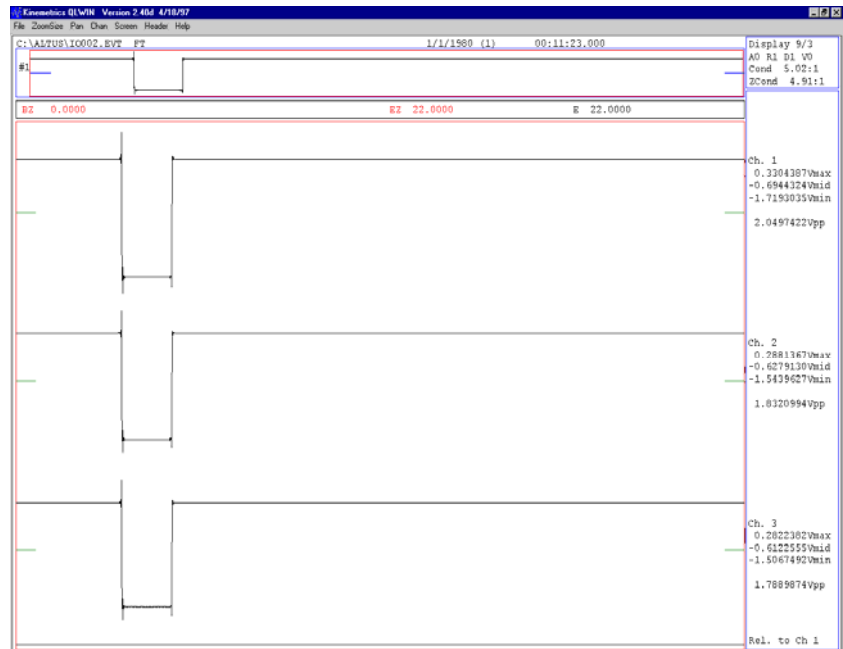 Kinemetrics QLWIN Version 2.40d 4/18/97
File ZoomSize Pan Chan Screen Header Help
C:\ALTUS\IO002.EVT FT 1/1/1980 (1) 00:11:23.000
Display 9/3
A0 R1 D1 V0
Cond 5.02:1
ZCond 4.91:1
#1
BZ 0.0000 EZ 22.0000 E 22.0000
Ch. 1
0.3304387Vmax
-0.6944324Vmid
-1.7193035Vmin
2.0497422Vpp
Ch. 2
0.2881367Vmax
-0.6279130Vmid
-1.5439627Vmin
1.8320994Vpp
Ch. 3
0.2822382Vmax
-0.6122555Vmid
-1.5067492Vmin
1.7889874Vpp
Rel. to Ch 1